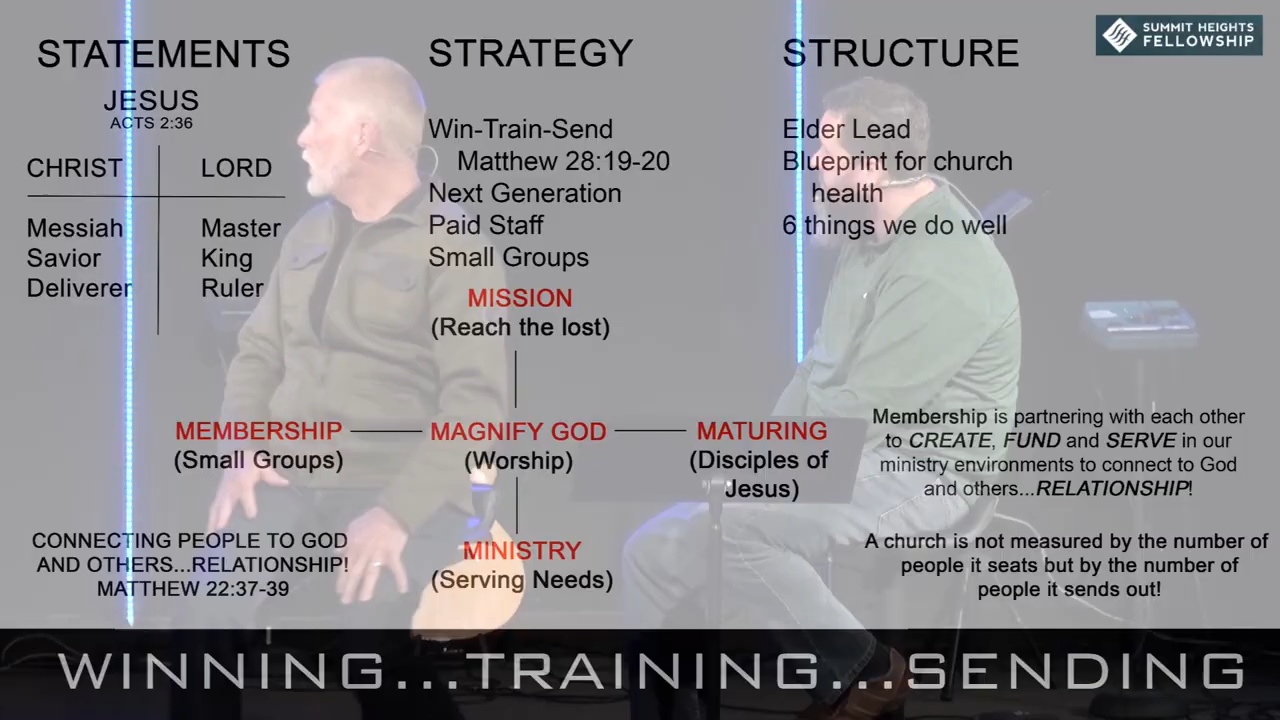 SUMMIT HEIGHTS
FELLOWSHIP
STATEMENTS
JESUS
ACTS 2:36
CHRIST LORD
Messiah Master
Savior King
Deliverer Ruler
STRATEGY
Win-Train-Send
Matthew 28:19-20
Next Generation
Paid Staff
Small Groups
STRUCTURE
Elder Lead
Blueprint for church
health
6 things we do well
MISSION
(Reach the lost)
MEMBERSHIP
(Small Groups)
MAGNIFY GOD
(Worship)
MATURING
(Disciples of
Jesus)
MINISTRY
(Serving Needs)
Membership is partnering with each other
to CREATE, FUND and SERVE in our
ministry environments to connect to God
and others...RELATIONSHIP!
CONNECTING PEOPLE TO GOD
AND OTHERS...RELATIONSHIP!
MATTHEW 22:37-39
A church is not measured by the number of
people it seats but by the number of
people it sends out!
WINNING...TRAINING...SENDING